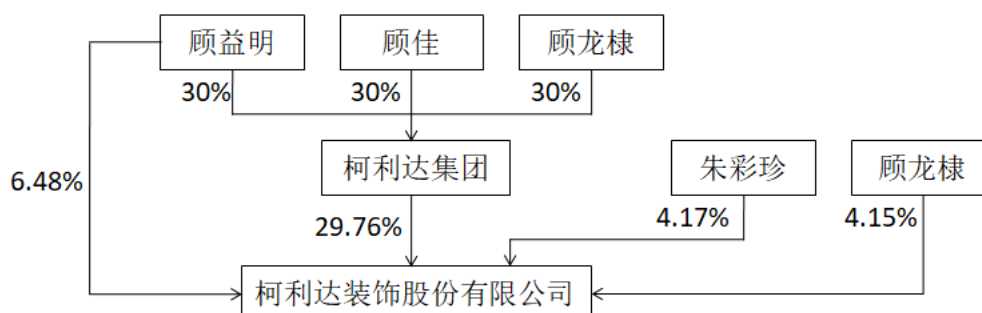 顾益明
顾佳
顾龙棣
30%
30%
30%
柯利达集团
朱彩珍
顾龙棣
6.48%
29.76%
4.17%
4.15%
柯利达装饰股份有限公司